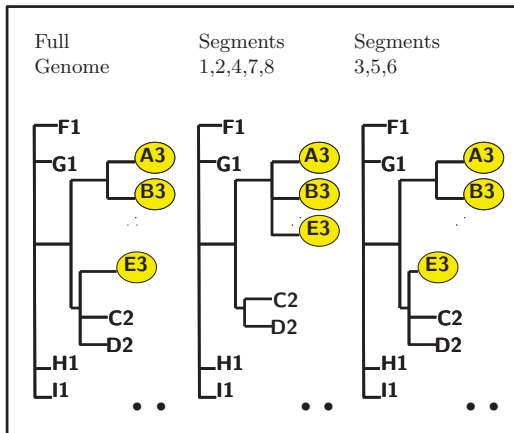 Full Genome
Segments 1,2,4,7,8
Segments 3,5,6
F1
G1
A3
B3
E3
C2
D2
H1
I1
F1
G1
A3
B3
E3
C2
D2
H1
I1
F1
G1
A3
B3
E3
C2
D2
H1
I1